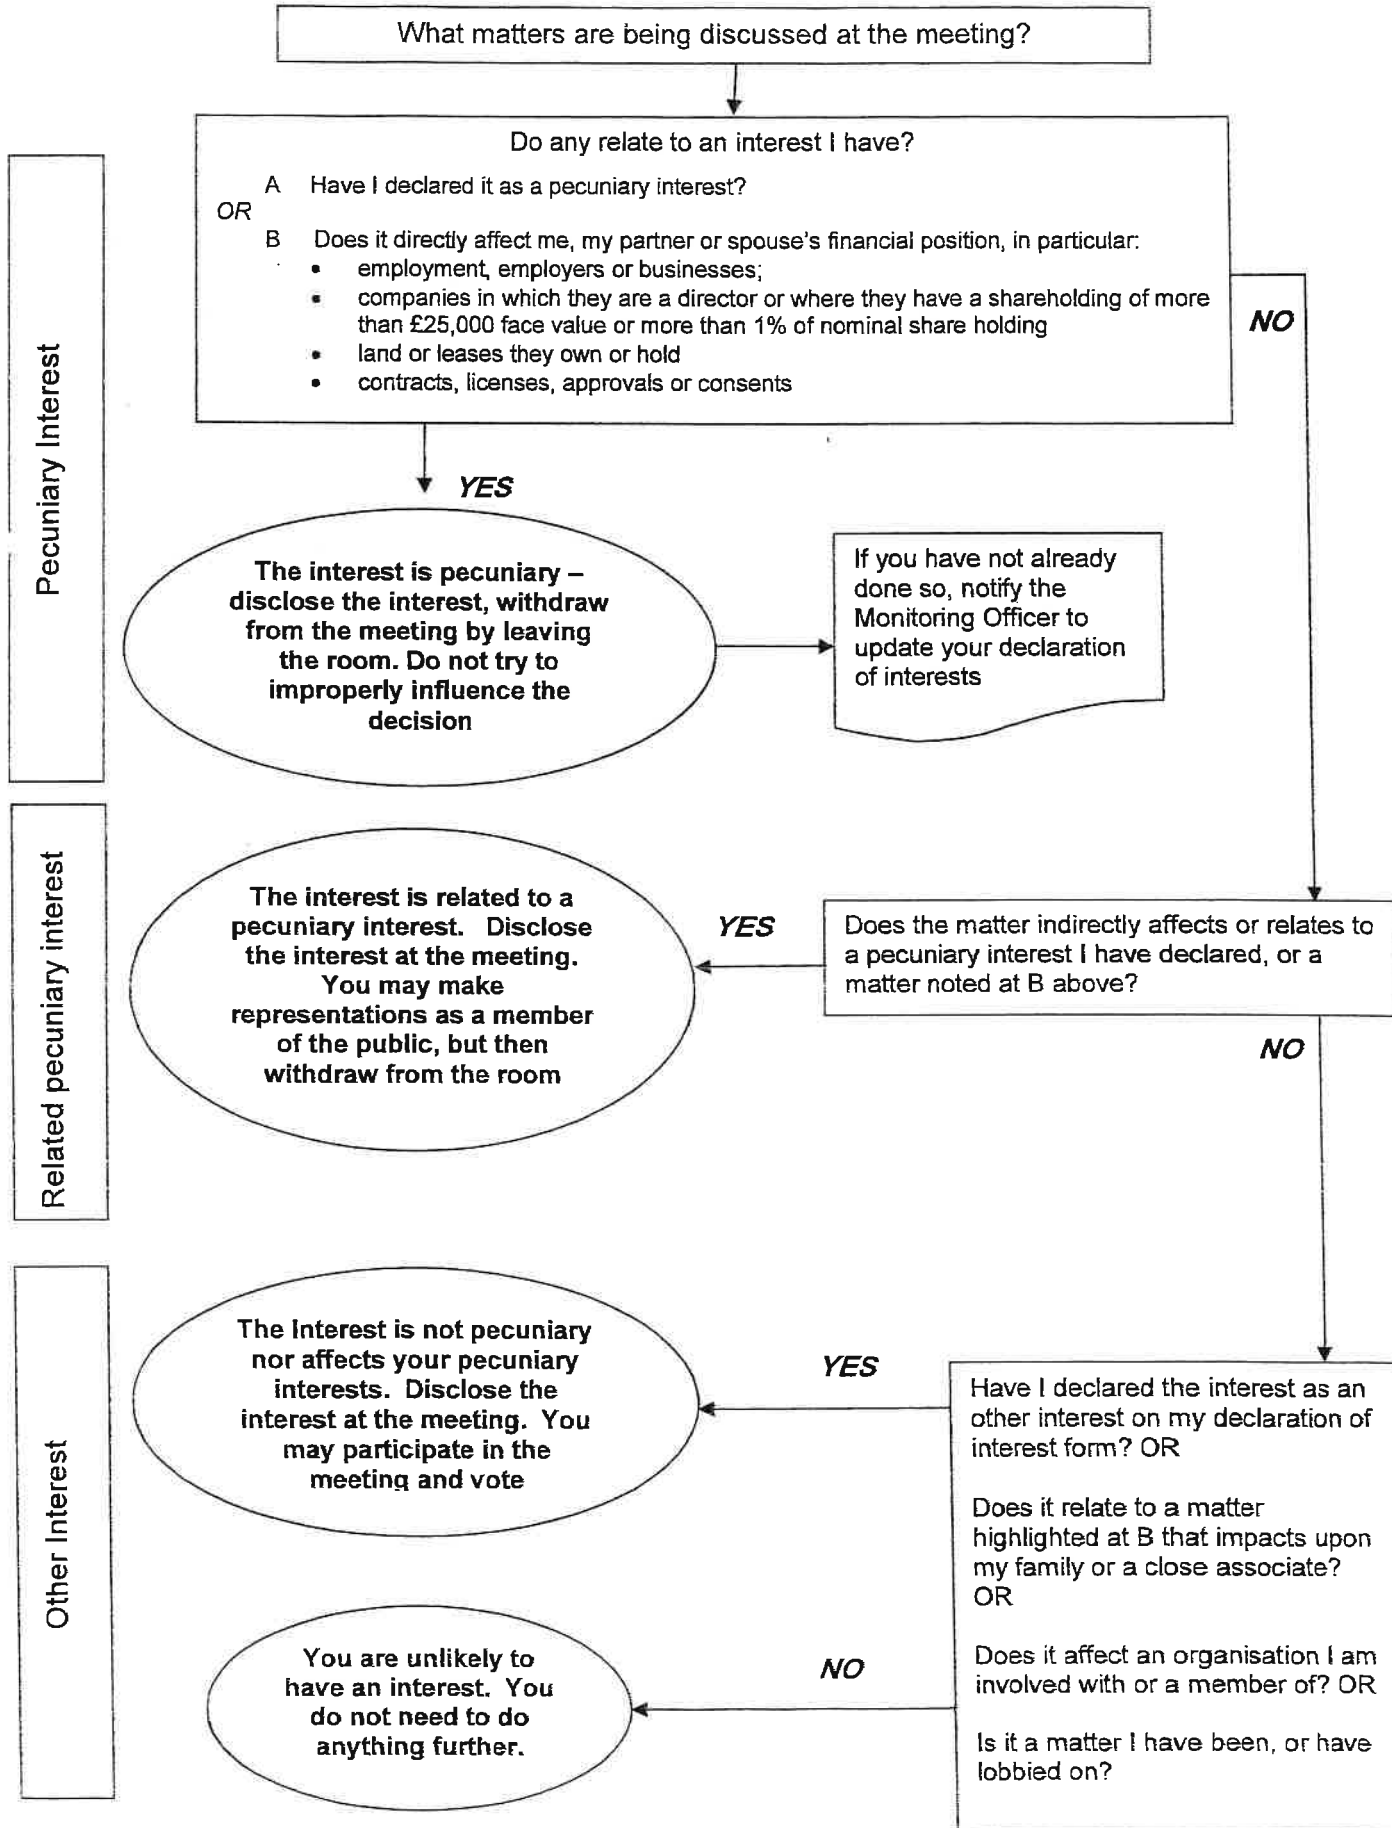 What matters are being discussed at the meeting?
Do any relate to an interest I have?
A Have I declared it as a pecuniary interest?
OR
B Does it directly affect me, my partner or spouse's financial position, in particular:
• employment, employers or businesses;
• companies in which they are a director or where they have a shareholding of more
than £25,000 face value or more than 1% of nominal share holding
• land or leases they own or hold
• contracts, licenses, approvals or consents
NO
Pecuniary Interest
YES
The interest is pecuniary –
disclose the interest, withdraw
from the meeting by leaving
the room. Do not try to
improperly influence the
decision
If you have not already
done so, notify the
Monitoring Officer to
update your declaration
of interests
Related pecuniary interest
The interest is related to a
pecuniary interest. Disclose
the interest at the meeting.
You may make
representations as a member
of the public, but then
withdraw from the room
YES
Does the matter indirectly affects or relates to
a pecuniary interest I have declared, or a
matter noted at B above?
NO
Other Interest
The Interest is not pecuniary
nor affects your pecuniary
interests. Disclose the
interest at the meeting. You
may participate in the
meeting and vote
YES
Have I declared the interest as an
other interest on my declaration of
interest form? OR
Does it relate to a matter
highlighted at B that impacts upon
my family or a close associate?
OR
Does it affect an organisation I am
involved with or a member of? OR
Is it a matter I have been, or have
lobbied on?
NO
You are unlikely to
have an interest. You
do not need to do
anything further.